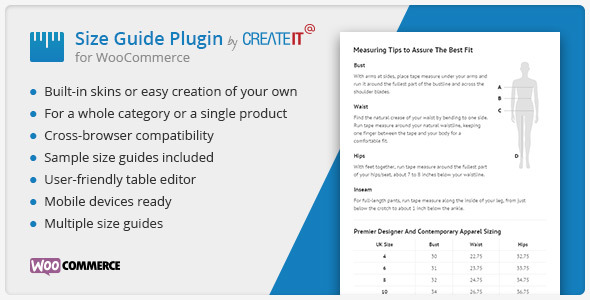 Size Guide Plugin by CREATEIT@
for WooCommerce
Built-in skins or easy creation of your own
For a whole category or a single product
Cross-browser compatibility
Sample size guides included
User-friendly table editor
Mobile devices ready
Multiple size guides
WOO COMMERCE
Measuring Tips to Assure The Best Fit
Bust
With arms at sides, place tape measure under your arms and
run it around the fullest part of the bustline and across the
shoulder blades.
Waist
Find the natural crease of your waist by bending to one side.
Run tape measure around your natural waistline, keeping
one finger between the tape and your body for a
comfortable fit.
Hips
With feet together, run tape measure around the fullest part
of your hips/seat, about 7 to 8 inches below your waistline.
Inseam
For full-length pants, run tape measure along the inside of your leg, from just
below the crotch to about 1 inch below the ankle.
A
B
C
D
Premier Designer And Contemporary Apparel Sizing
UK Size Bust Waist Hips
4 30 22.75 32.75
6 31 23.75 33.75
8 32 24.75 34.75
10 34 26.75 36.75